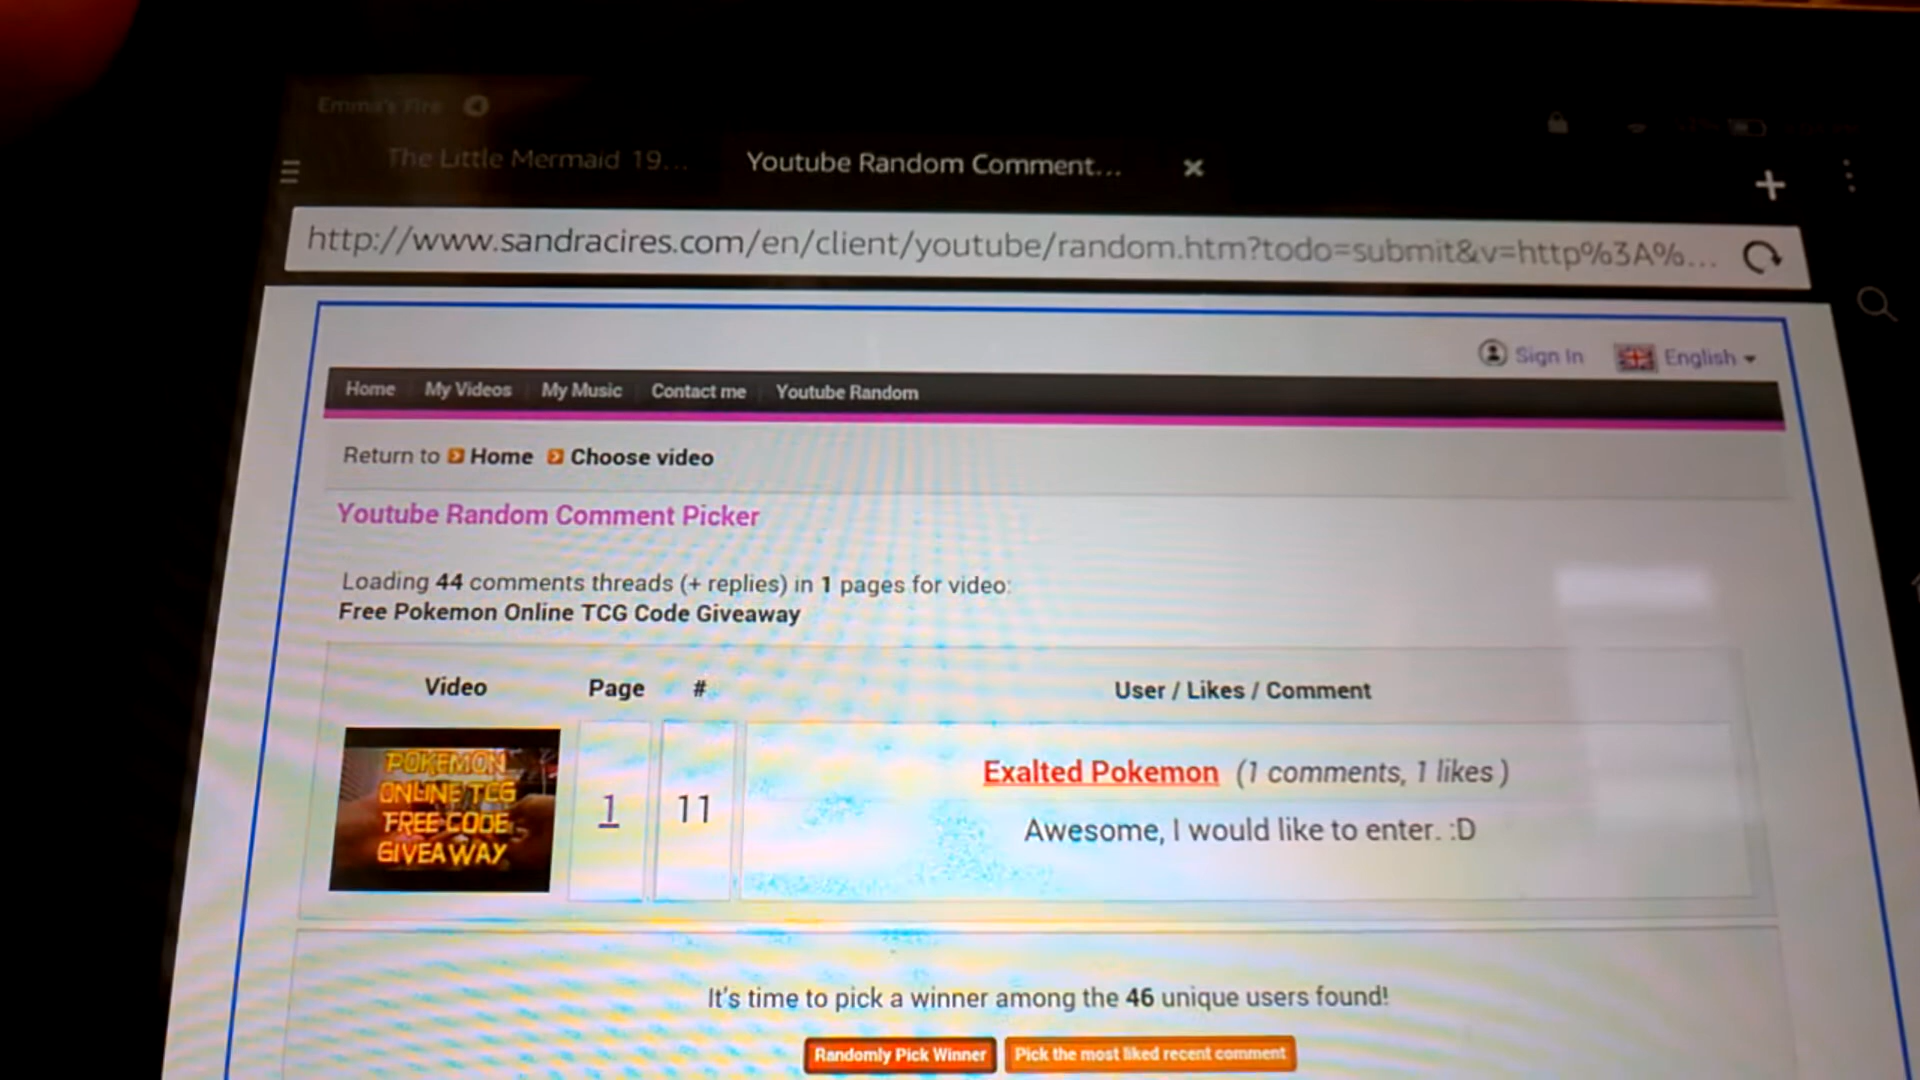 Emma's Fire 4
The Little Mermaid 19...
Youtube Random Comment...
http://www.sandracires.com/en/client/youtube/random.htm?todo=submit&v=http%3A%...
Sign In English
Home My Videos My Music Contact me Youtube Random
Return to Home Choose video
Youtube Random Comment Picker
Loading 44 comments threads (+ replies) in 1 pages for video:
Free Pokemon Online TCG Code Giveaway
Video Page # User / Likes / Comment
POKEMON
ONLINE TCG
FREE CODE
GIVEAWAY
1 11
Exalted Pokemon (1 comments, 1 likes )
Awesome, I would like to enter. :D
It's time to pick a winner among the 46 unique users found!
Randomly Pick Winner Pick the most liked recent comment